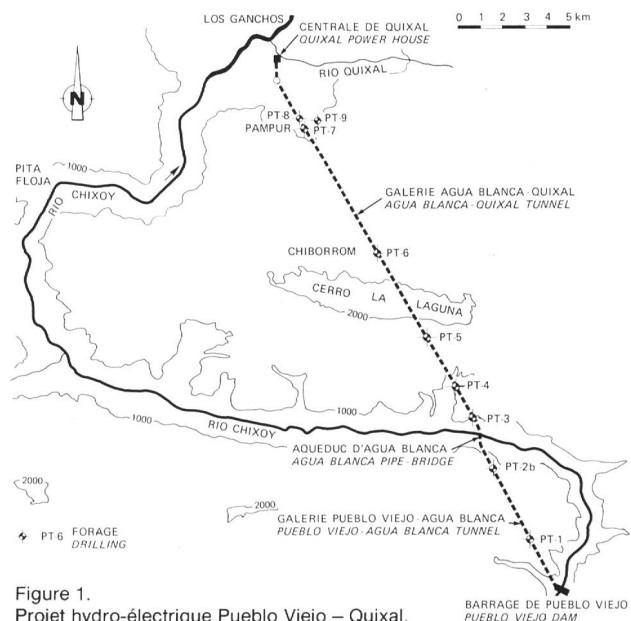 LOS GANCHOS
CENTRALE DE QUIXAL
QUIXAL POWER HOUSE
0 1 2 3 4 5 km
RIO QUIXAL
N
PT-8
PT-9
PAMPUR
PT-7
1000
PITA
FLOJA
RIO CHIXOY
GALERIE AGUA BLANCA-QUIXAL
AGUA BLANCA-QUIXAL TUNNEL
CHIBORROM
PT-6
CERRO LA LAGUNA
2000
PT-5
PT-4
1000
PT-3
1000
RIO CHIXOY
AQUEDUC D'AGUA BLANCA
AGUA BLANCA PIPE-BRIDGE
PT-2b
2000
2000
GALERIE PUEBLO VIEJO-AGUA BLANCA
PUEBLO VIEJO-AGUA BLANCA TUNNEL
PT-1
PT 6 FORAGE
DRILLING
BARRAGE DE PUEBLO VIEJO
PUEBLO VIEJO DAM
Figure 1.
Projet hydro-électrique Pueblo Viejo – Quixal.